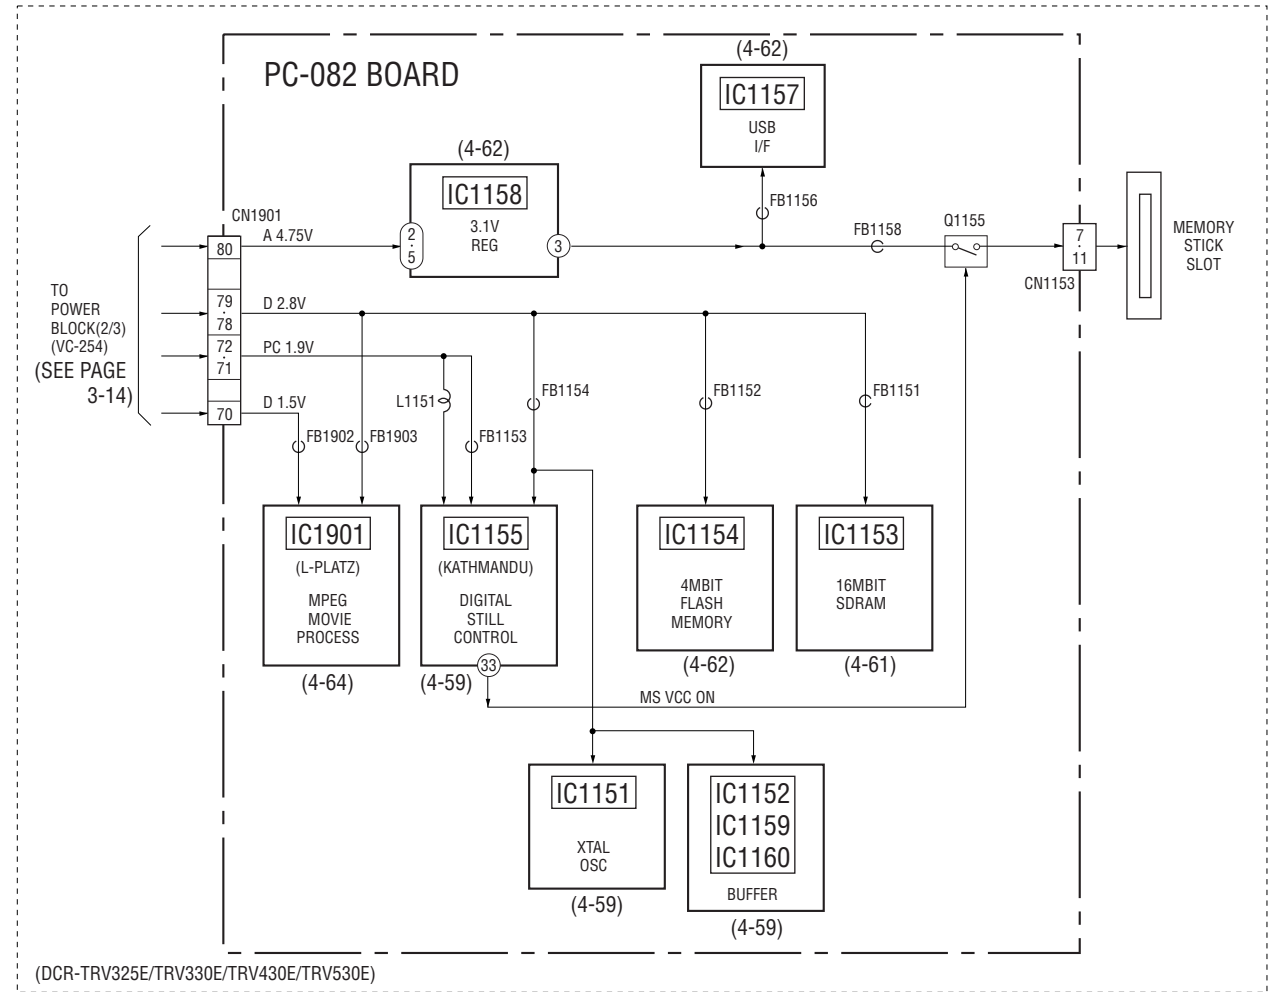 PC-082 BOARD
(4-62)
IC1157
USB
I/F
(4-62)
IC1158
3.1V
REG
2
·
5
3
FB1156
FB1158
Q1155
7
·
11
CN1153
MEMORY
STICK
SLOT
CN1901
A 4.75V
80
79
·
78
D 2.8V
72
·
71
PC 1.9V
70
D 1.5V
TO
POWER
BLOCK(2/3)
(VC-254)
(SEE PAGE
3-14)
L1151
FB1154
FB1152
FB1151
FB1902
FB1903
FB1153
IC1901
(L-PLATZ)
MPEG
MOVIE
PROCESS
(4-64)
IC1155
(KATHMANDU)
DIGITAL
STILL
CONTROL
33
(4-59)
IC1154
4MBIT
FLASH
MEMORY
(4-62)
IC1153
16MBIT
SDRAM
(4-61)
MS VCC ON
IC1151
XTAL
OSC
(4-59)
IC1152
IC1159
IC1160
BUFFER
(4-59)
(DCR-TRV325E/TRV330E/TRV430E/TRV530E)